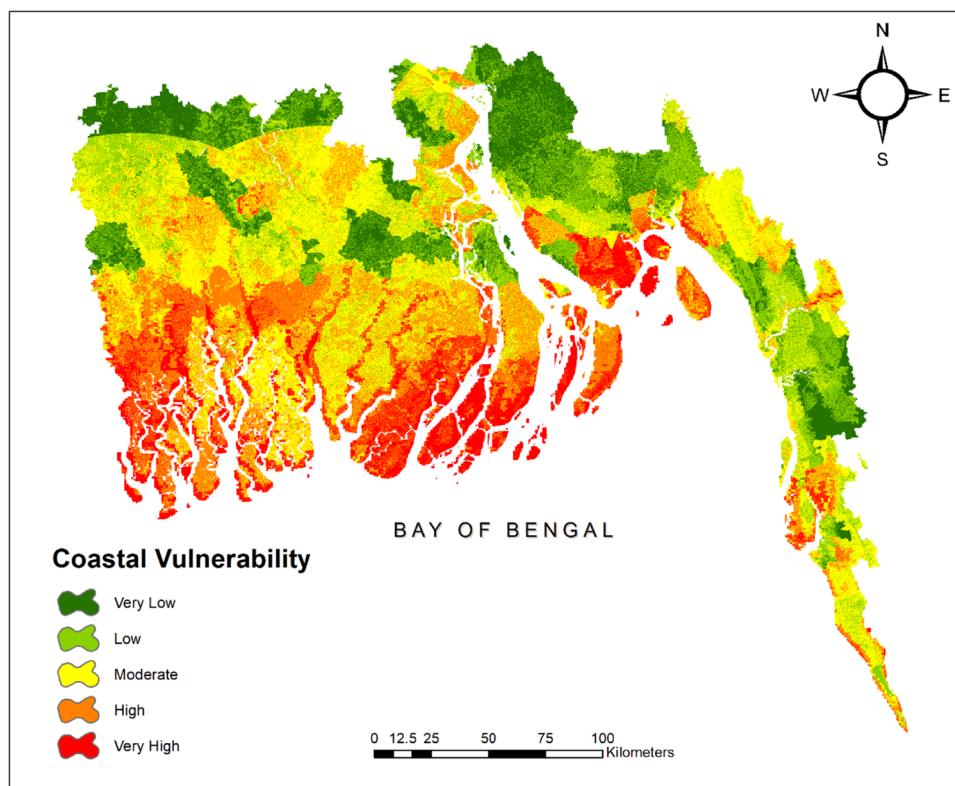 N
W E
S
BAY OF BENGAL
Coastal Vulnerability
Very Low
Low
Moderate
High
Very High
0 12.5 25 50 75 100
Kilometers